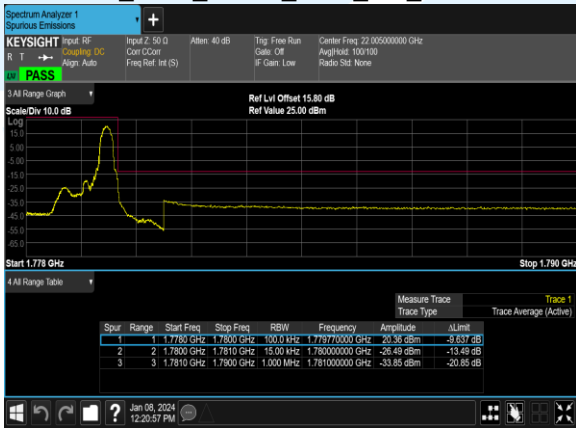 Spectrum Analyzer 1
Spurious Emissions
+
KEYSIGHT Input: RF Input Z: 50 Ω Atten: 40 dB Trig: Free Run Center Freq: 22.005000000 GHz
R T Coupling: DC Corr CCorr Gate: Off Avg|Hold: 100/100
Align: Auto Freq Ref: Int (S) IF Gain: Low Radio Std: None
PASS
3 All Range Graph
Ref Lvl Offset 15.80 dB
Scale/Div 10.0 dB Ref Value 25.00 dBm
Log
15.0
5.00
-5.00
-15.0
-25.0
-35.0
-45.0
-55.0
-65.0
Start 1.778 GHz Stop 1.790 GHz
4 All Range Table
Measure Trace Trace 1
Trace Type Trace Average (Active)
Spur Range Start Freq Stop Freq RBW Frequency Amplitude ΔLimit
1 1 1.7780 GHz 1.7800 GHz 100.0 kHz 1.779770000 GHz 20.36 dBm -9.637 dB
2 2 1.7800 GHz 1.7810 GHz 15.00 kHz 1.780000000 GHz -26.49 dBm -13.49 dB
3 3 1.7810 GHz 1.7900 GHz 1.000 MHz 1.781000000 GHz -33.85 dBm -20.85 dB
? Jan 08, 2024
12:20:57 PM